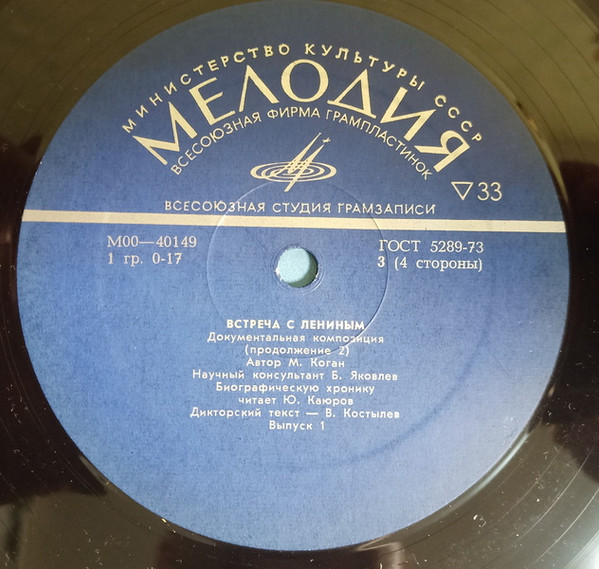 МИНИСТЕРСТВО КУЛЬТУРЫ СССР
МЕЛОДИЯ
ВСЕСОЮЗНАЯ ФИРМА ГРАМПЛАСТИНОК
33
ВСЕСОЮЗНАЯ СТУДИЯ ГРАМЗАПИСИ
М00—40149
1 гр. 0-17
ГОСТ 5289-73
3 (4 стороны)
ВСТРЕЧА С ЛЕНИНЫМ
Документальная композиция
(продолжение 2)
Автор М. Коган
Научный консультант Б. Яковлев
Биографическую хронику
читает Ю. Каюров
Дикторский текст — В. Костылев
Выпуск 1